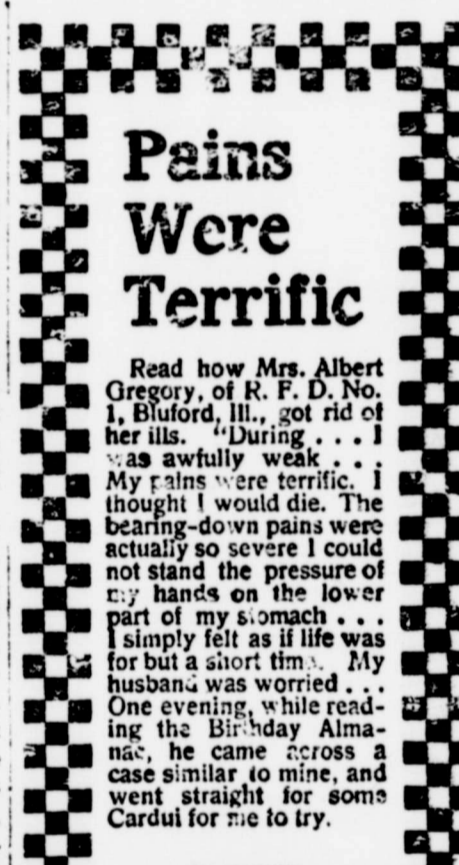 Pains
Were
Terrific
Read how Mrs. Albert
Gregory, of R. F. D. No.
1, Bluford, Ill., got rid of
her ills. "During . . . I
was awfully weak . . .
My pains were terrific. I
thought I would die. The
bearing-down pains were
actually so severe I could
not stand the pressure of
my hands on the lower
part of my stomach . . .
I simply felt as if life was
for but a short time. My
husband was worried . . .
One evening, while read-
ing the Birthday Alma-
nac, he came across a
case similar to mine, and
went straight for some
Cardui for me to try.